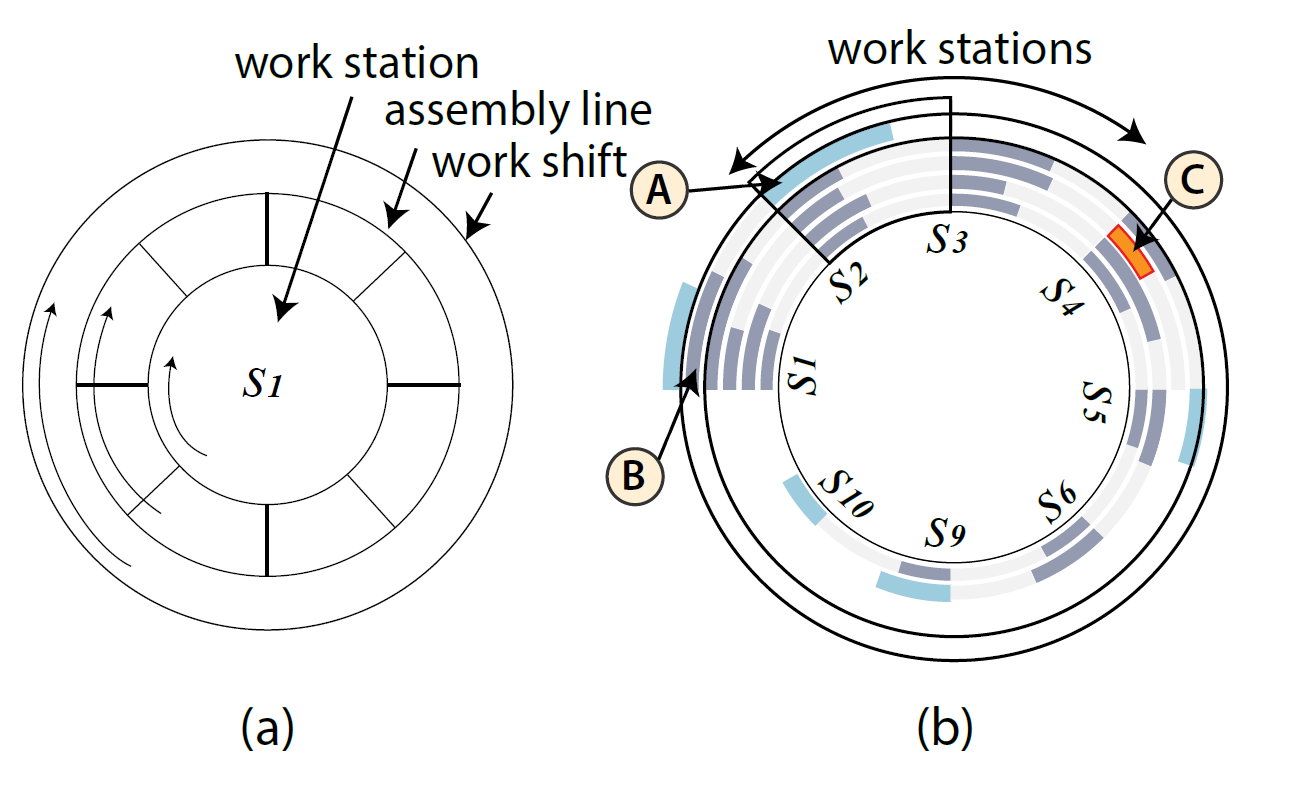 work station
assembly line
work shift
S1
(a)
work stations
A
B
C
S1
S2
S3
S4
S5
S6
S9
S10
(b)